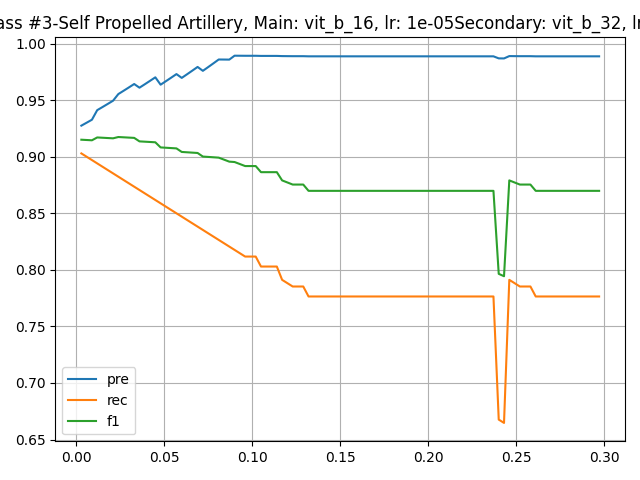 ass #3-Self Propelled Artillery, Main: vit_b_16, lr: 1e-05Secondary: vit_b_32, lr
1.00
0.95
0.90
0.85
0.80
0.75
0.70
0.65
pre
rec
f1
0.00 0.05 0.10 0.15 0.20 0.25 0.30